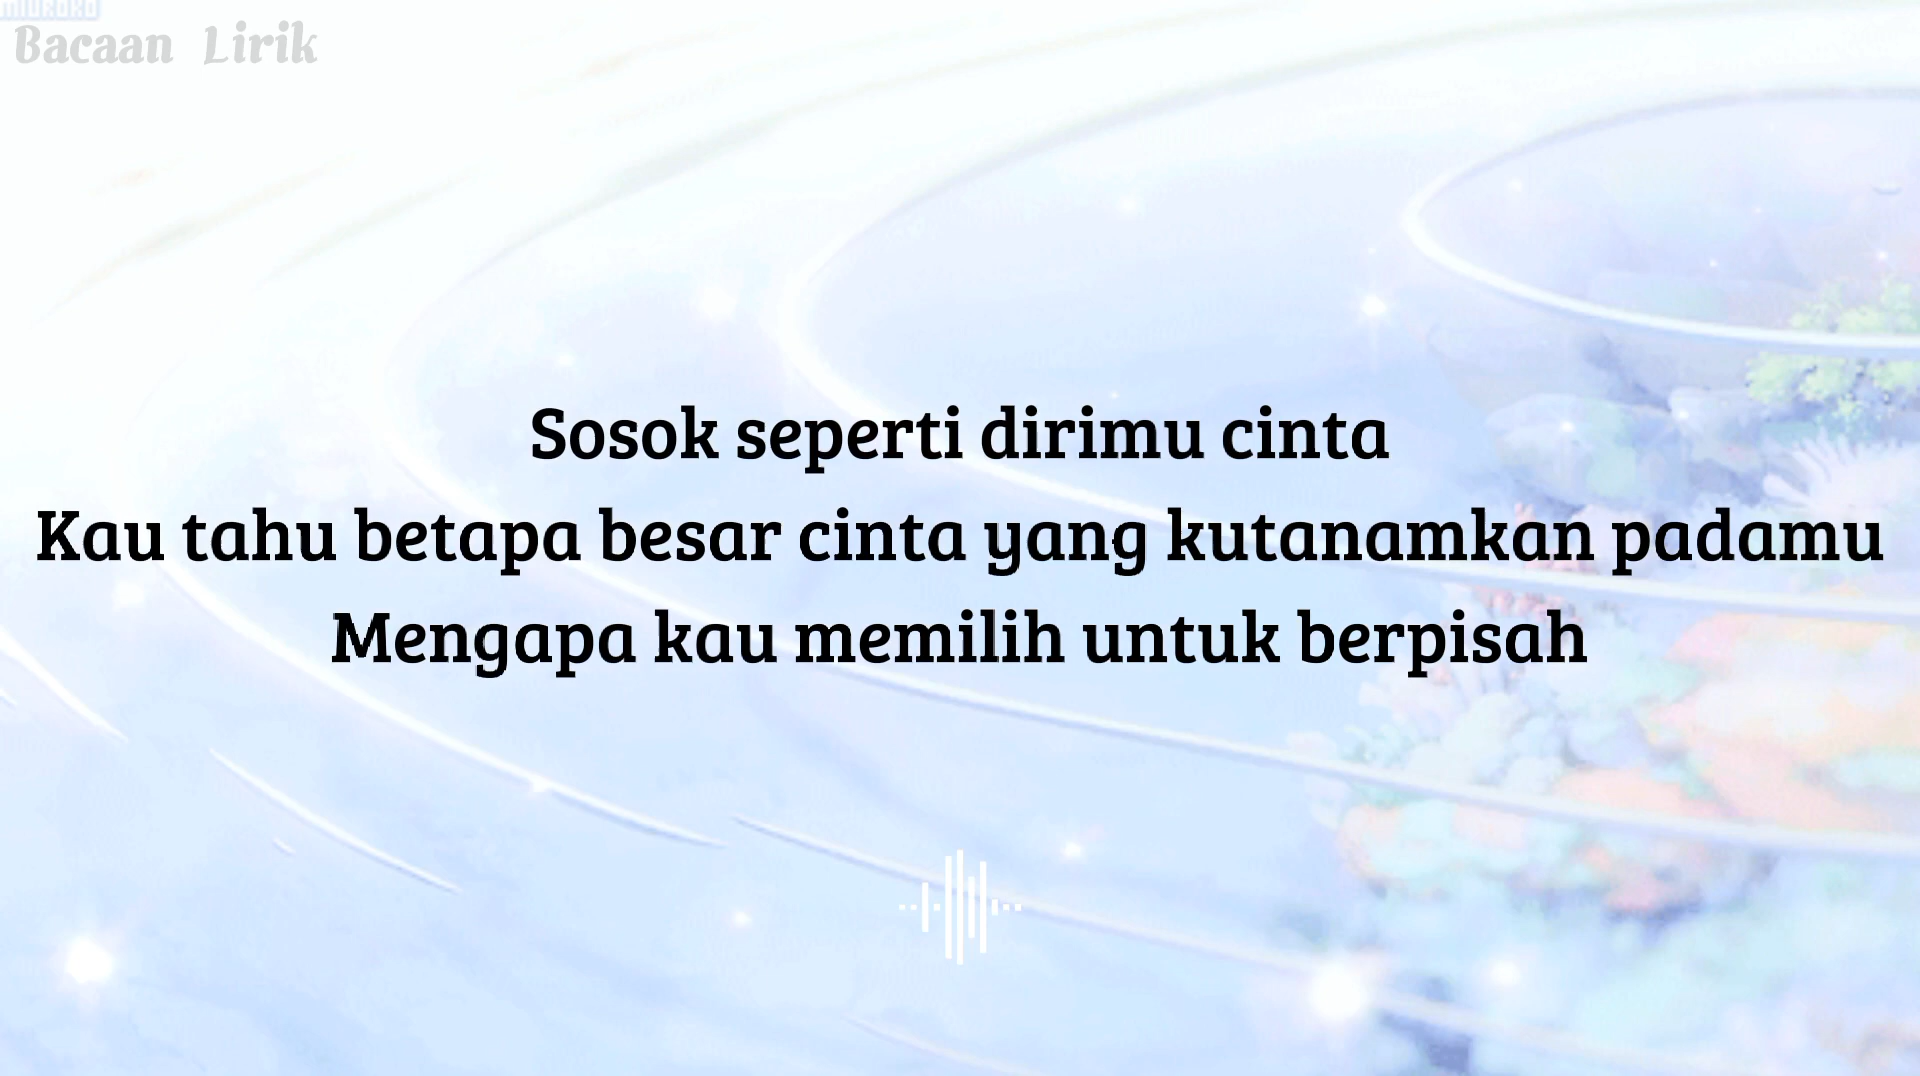 MIUROKO
Bacaan Lirik
Sosok seperti dirimu cinta
Kau tahu betapa besar cinta yang kutanamkan padamu
Mengapa kau memilih untuk berpisah